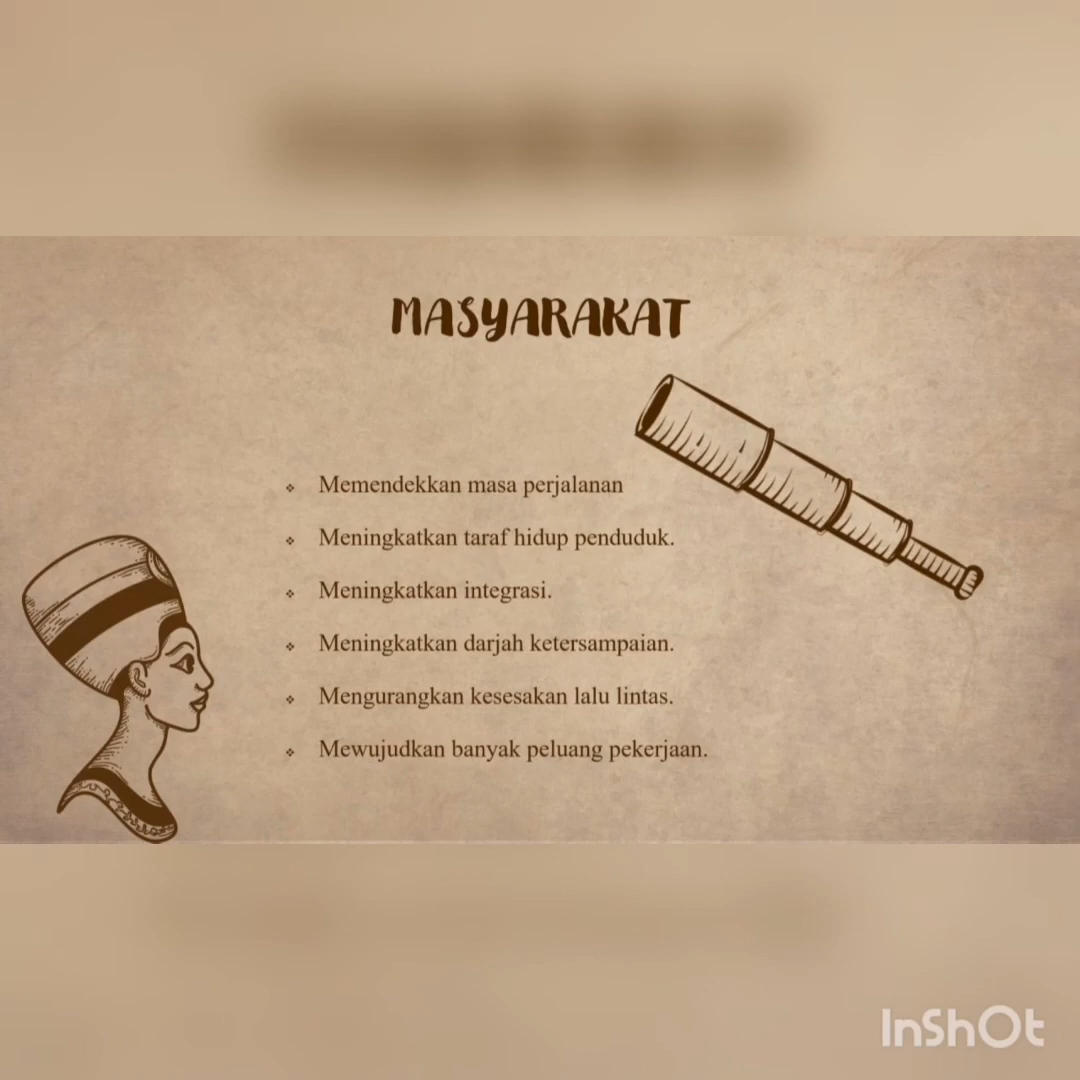 MASYARAKAT
Memendekkan masa perjalanan
Meningkatkan taraf hidup penduduk.
Meningkatkan integrasi.
Meningkatkan darjah ketersampaian.
Mengurangkan kesesakan lalu lintas.
Mewujudkan banyak peluang pekerjaan.
InShOt